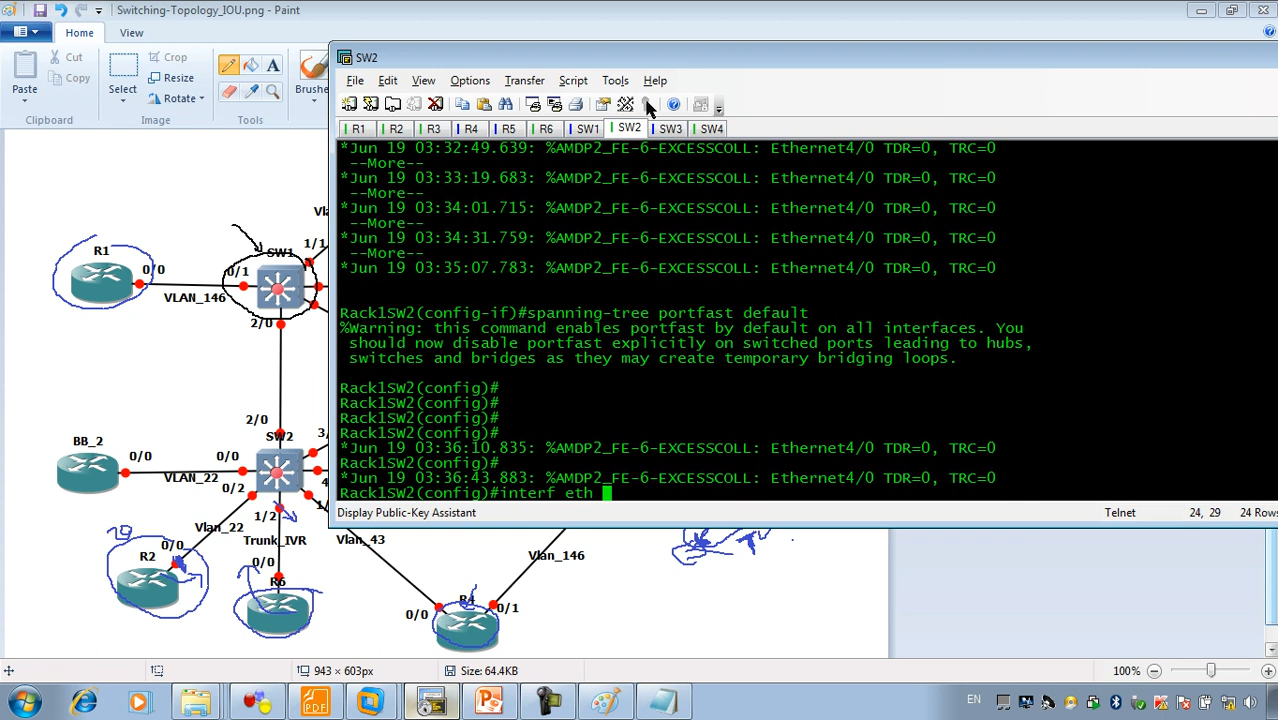 Switching-Topology_IOU.png - Paint
Home
View
Paste
Cut
Copy
Clipboard
Select
Crop
Resize
Rotate
Image
A
Tools
Brushe
SW2
File Edit View Options Transfer Script Tools Help
R1 R2 R3 R4 R5 R6 SW1 SW2 SW3 SW4
*Jun 19 03:32:49.639: %AMDP2_FE-6-EXCESSCOLL: Ethernet4/0 TDR=0, TRC=0
--More--
*Jun 19 03:33:19.683: %AMDP2_FE-6-EXCESSCOLL: Ethernet4/0 TDR=0, TRC=0
--More--
*Jun 19 03:34:01.715: %AMDP2_FE-6-EXCESSCOLL: Ethernet4/0 TDR=0, TRC=0
--More--
*Jun 19 03:34:31.759: %AMDP2_FE-6-EXCESSCOLL: Ethernet4/0 TDR=0, TRC=0
--More--
*Jun 19 03:35:07.783: %AMDP2_FE-6-EXCESSCOLL: Ethernet4/0 TDR=0, TRC=0
Rack1SW2(config-if)#spanning-tree portfast default
%Warning: this command enables portfast by default on all interfaces. You
should now disable portfast explicitly on switched ports leading to hubs,
switches and bridges as they may create temporary bridging loops.
Rack1SW2(config)#
Rack1SW2(config)#
Rack1SW2(config)#
Rack1SW2(config)#
*Jun 19 03:36:10.835: %AMDP2_FE-6-EXCESSCOLL: Ethernet4/0 TDR=0, TRC=0
Rack1SW2(config)#
*Jun 19 03:36:43.883: %AMDP2_FE-6-EXCESSCOLL: Ethernet4/0 TDR=0, TRC=0
Rack1SW2(config)#interf eth
Display Public-Key Assistant
Telnet
24, 29
24 Rows
R1
0/0
VLAN_146
0/1
SW1
1/1
2/0
2/0
BB_2
0/0
VLAN_22
0/0
SW2
0/2
1/2
Vlan_22
Trunk_IVR
R2
0/0
0/0
R6
Vlan_43
Vlan_146
R4
0/0
0/1
943 × 603px
Size: 64.4KB
100%
EN
PDF